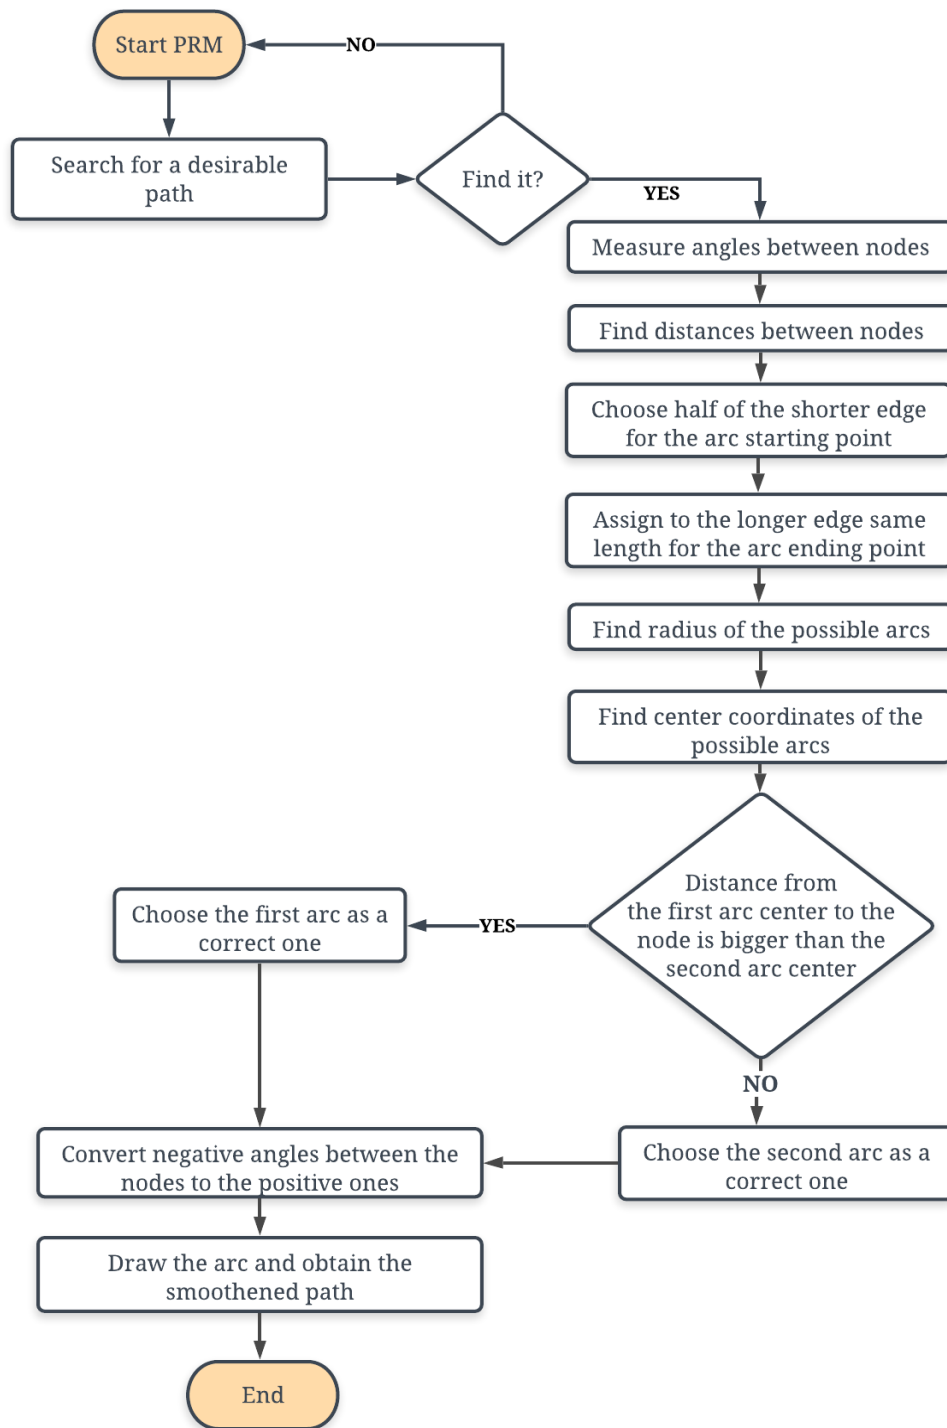 Start PRM
NO
Search for a desirable
path
Find it?
YES
Measure angles between nodes
Find distances between nodes
Choose half of the shorter edge
for the arc starting point
Assign to the longer edge same
length for the arc ending point
Find radius of the possible arcs
Find center coordinates of the
possible arcs
Distance from
the first arc center to the
node is bigger than the
second arc center
YES
Choose the first arc as a
correct one
NO
Choose the second arc as a
correct one
Convert negative angles between the
nodes to the positive ones
Draw the arc and obtain the
smoothened path
End